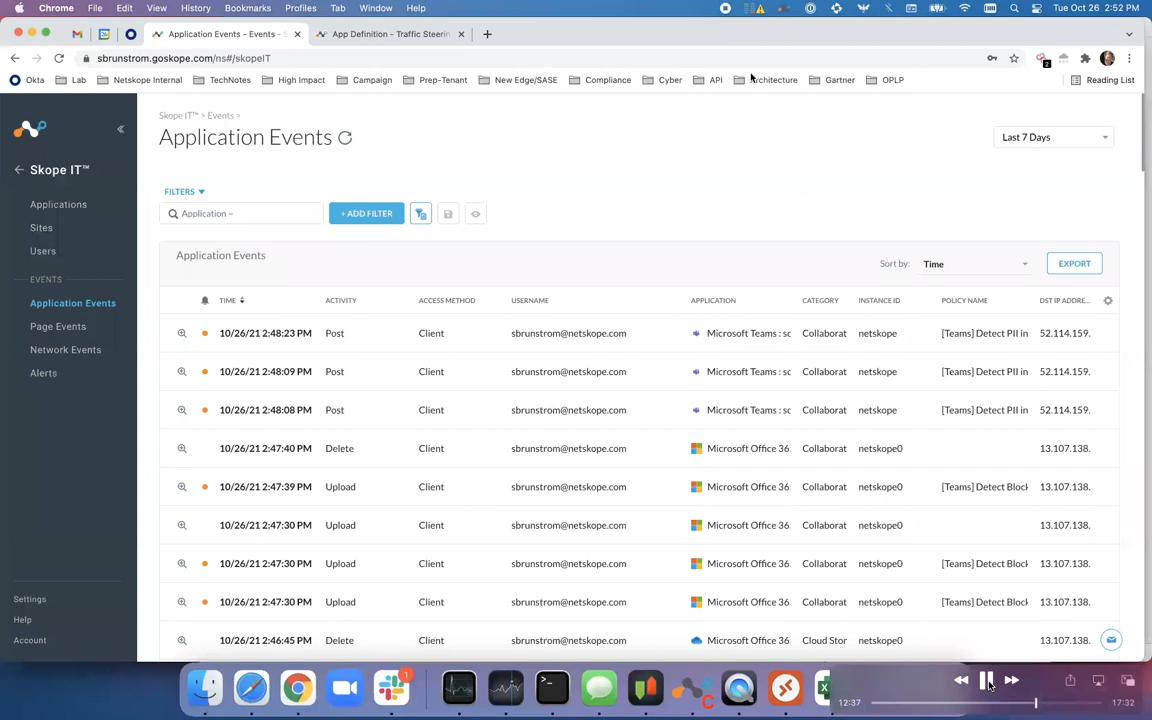 Chrome File Edit View History Bookmarks Profiles Tab Window Help Tue Oct 26 2:52 PM
Application Events - Events - S App Definition - Traffic Steerin
sbrunstrom.goskope.com/ns#/skopeIT
2
Okta Lab Netskope Internal TechNotes High Impact Campaign Prep-Tenant New Edge/SASE Compliance Cyber API Architecture Gartner OPLP Reading List
Skope IT™ > Events >
Application Events
Last 7 Days
Skope IT™
Applications
Sites
Users
EVENTS
Application Events
Page Events
Network Events
Alerts
Settings
Help
Account
FILTERS
Application ~ + ADD FILTER
Application Events
Sort by: Time EXPORT
TIME ACTIVITY ACCESS METHOD USERNAME APPLICATION CATEGORY INSTANCE ID POLICY NAME DST IP ADDRE...
10/26/21 2:48:23 PM Post Client sbrunstrom@netskope.com Microsoft Teams : sc Collaborat netskope [Teams] Detect PII in 52.114.159.
10/26/21 2:48:09 PM Post Client sbrunstrom@netskope.com Microsoft Teams : sc Collaborat netskope [Teams] Detect PII in 52.114.159.
10/26/21 2:48:08 PM Post Client sbrunstrom@netskope.com Microsoft Teams : sc Collaborat netskope [Teams] Detect PII in 52.114.159.
10/26/21 2:47:40 PM Delete Client sbrunstrom@netskope.com Microsoft Office 36 Collaborat netskope0 13.107.138.
10/26/21 2:47:39 PM Upload Client sbrunstrom@netskope.com Microsoft Office 36 Collaborat netskope0 [Teams] Detect Block 13.107.138.
10/26/21 2:47:30 PM Upload Client sbrunstrom@netskope.com Microsoft Office 36 Collaborat netskope0 13.107.138.
10/26/21 2:47:30 PM Upload Client sbrunstrom@netskope.com Microsoft Office 36 Collaborat netskope0 [Teams] Detect Block 13.107.138.
10/26/21 2:47:30 PM Upload Client sbrunstrom@netskope.com Microsoft Office 36 Collaborat netskope0 [Teams] Detect Block 13.107.138.
10/26/21 2:46:45 PM Delete Client sbrunstrom@netskope.com Microsoft Office 36 Cloud Stor netskope0 13.107.138.
1
C
X
12:37 17:32